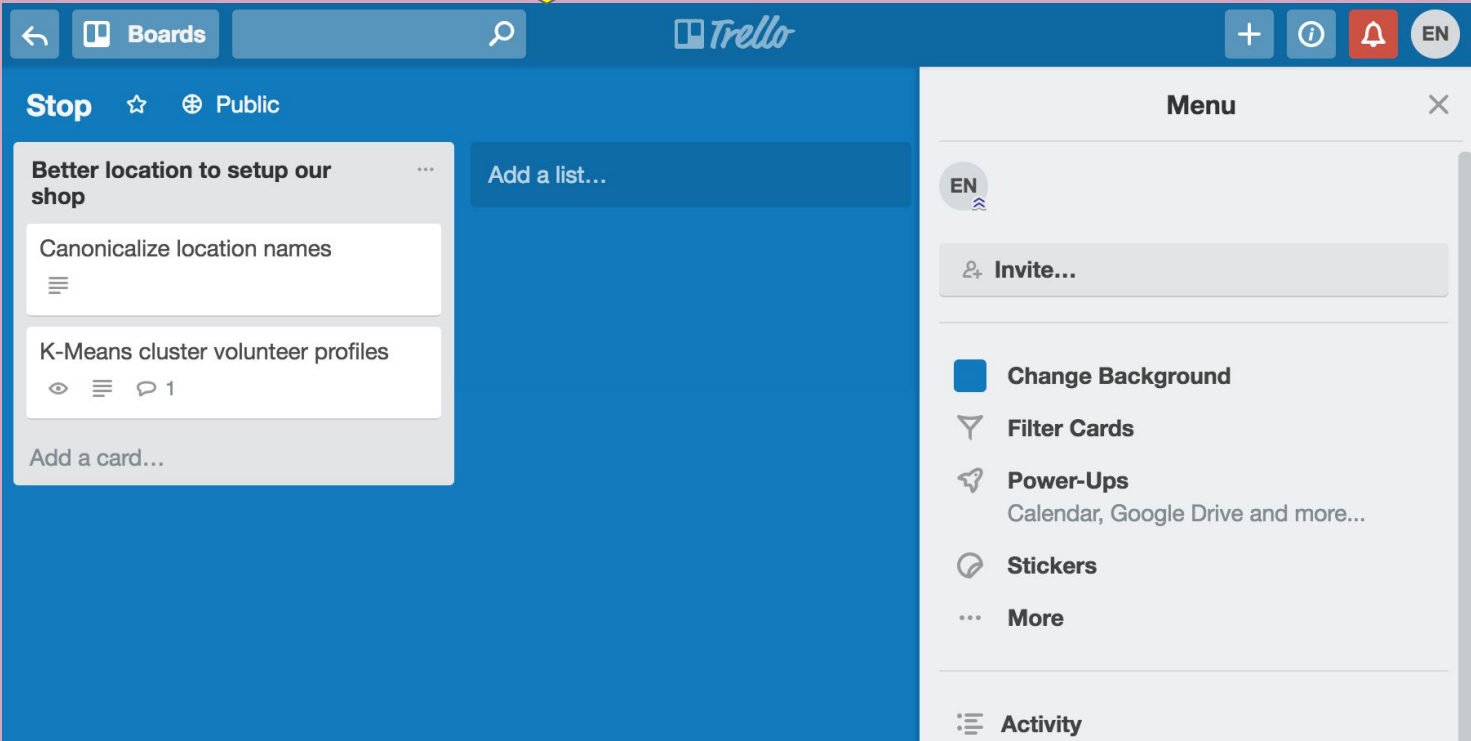 Boards
Trello
EN
Stop
Public
Better location to setup our
shop
Canonicalize location names
K-Means cluster volunteer profiles
1
Add a card...
Add a list...
Menu
EN
Invite...
Change Background
Filter Cards
Power-Ups
Calendar, Google Drive and more...
Stickers
More
Activity